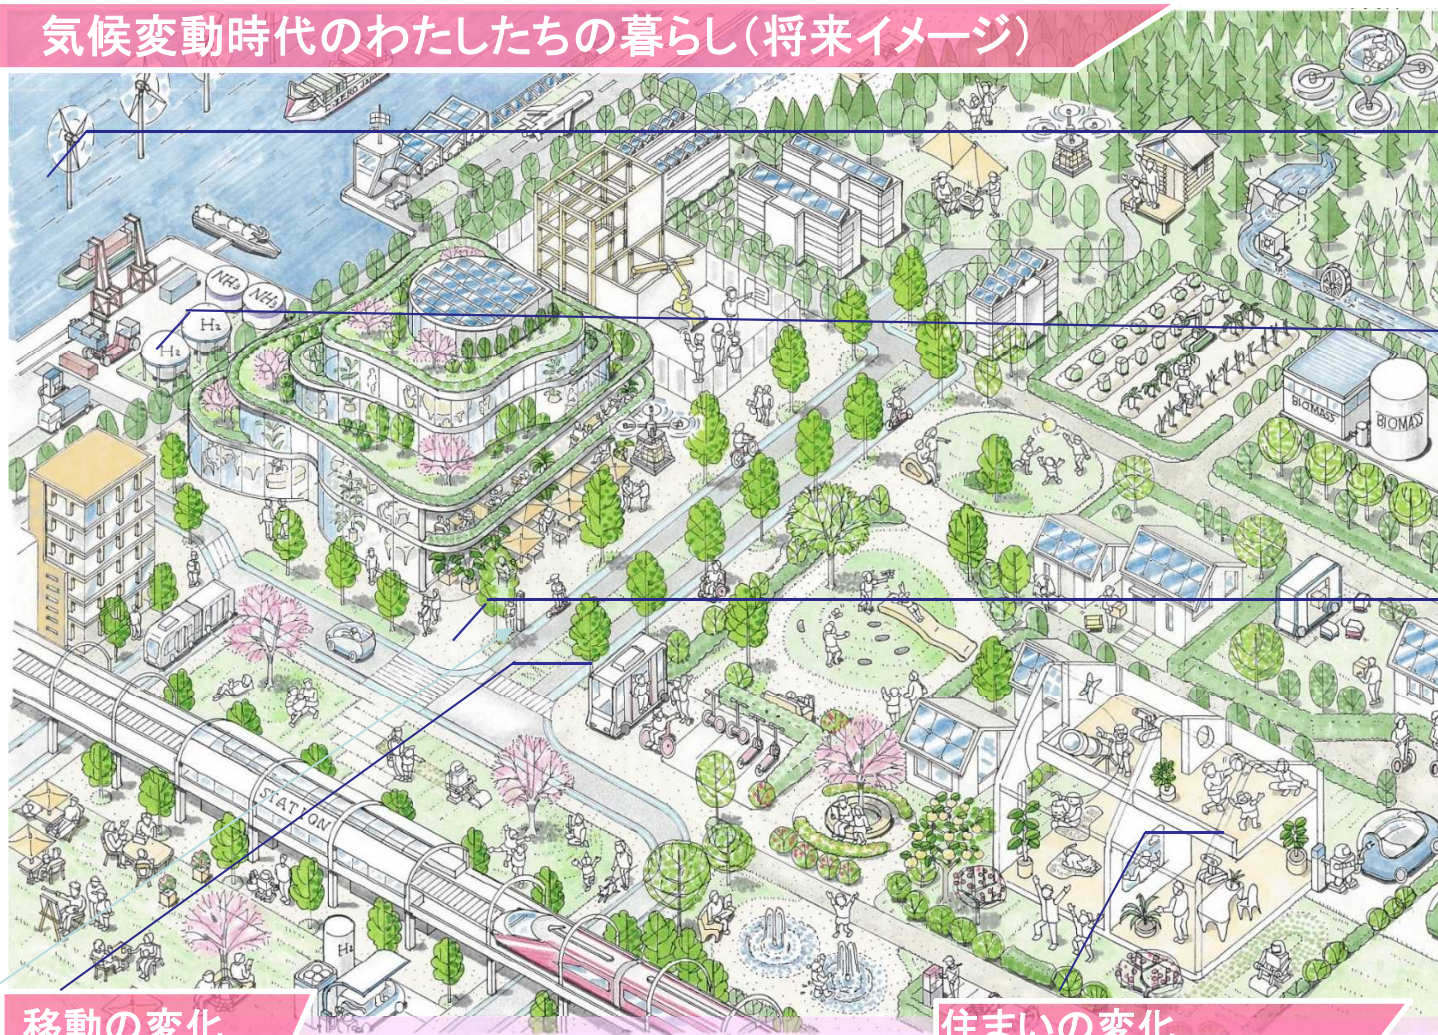 気候変動時代のわたしたちの暮らし（将来イメージ）
NH₃
NH₃
H₂
H₂
BIOMASS
BIOMASS
STATION
H₂
移動の変化
住まいの変化